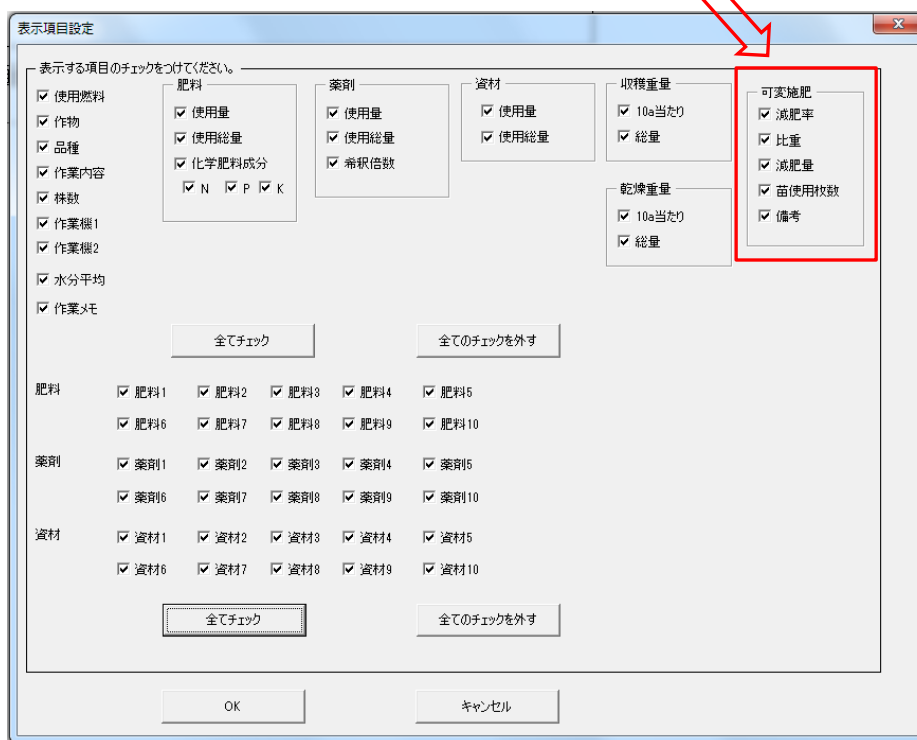 表示項目設定
表示する項目のチェックをつけてください。
使用燃料
作物
品種
作業内容
株数
作業機1
作業機2
水分平均
作業メモ
肥料
使用量
使用総量
化学肥料成分
N P K
薬剤
使用量
使用総量
希釈倍数
資材
使用量
使用総量
収穫重量
10a当たり
総量
乾燥重量
10a当たり
総量
可変施肥
減肥率
比重
減肥量
苗使用枚数
備考
全てチェック 全てのチェックを外す
肥料 肥料1 肥料2 肥料3 肥料4 肥料5
肥料6 肥料7 肥料8 肥料9 肥料10
薬剤 薬剤1 薬剤2 薬剤3 薬剤4 薬剤5
薬剤6 薬剤7 薬剤8 薬剤9 薬剤10
資材 資材1 資材2 資材3 資材4 資材5
資材6 資材7 資材8 資材9 資材10
全てチェック 全てのチェックを外す
OK キャンセル